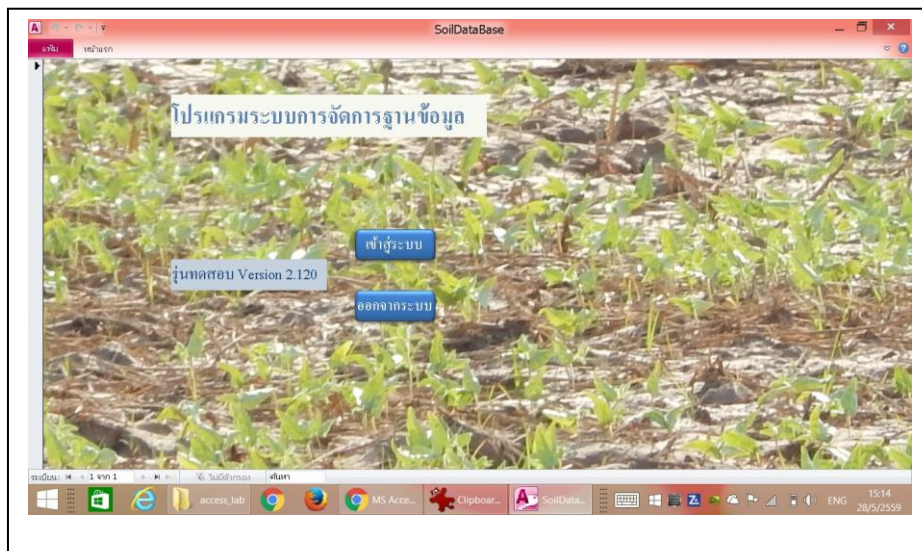 SoilDataBase
แฟ้ม หน้าแรก
โปรแกรมระบบการจัดการฐานข้อมูล
เข้าสู่ระบบ
รุ่นทดสอบ Version 2.120
ออกจากระบบ
ระเบียน: 1 จาก 1 ไม่มีตัวกรอง ค้นหา
access_lab MS Acce... Clipboar... SoilData... ENG 15:14
28/5/2559